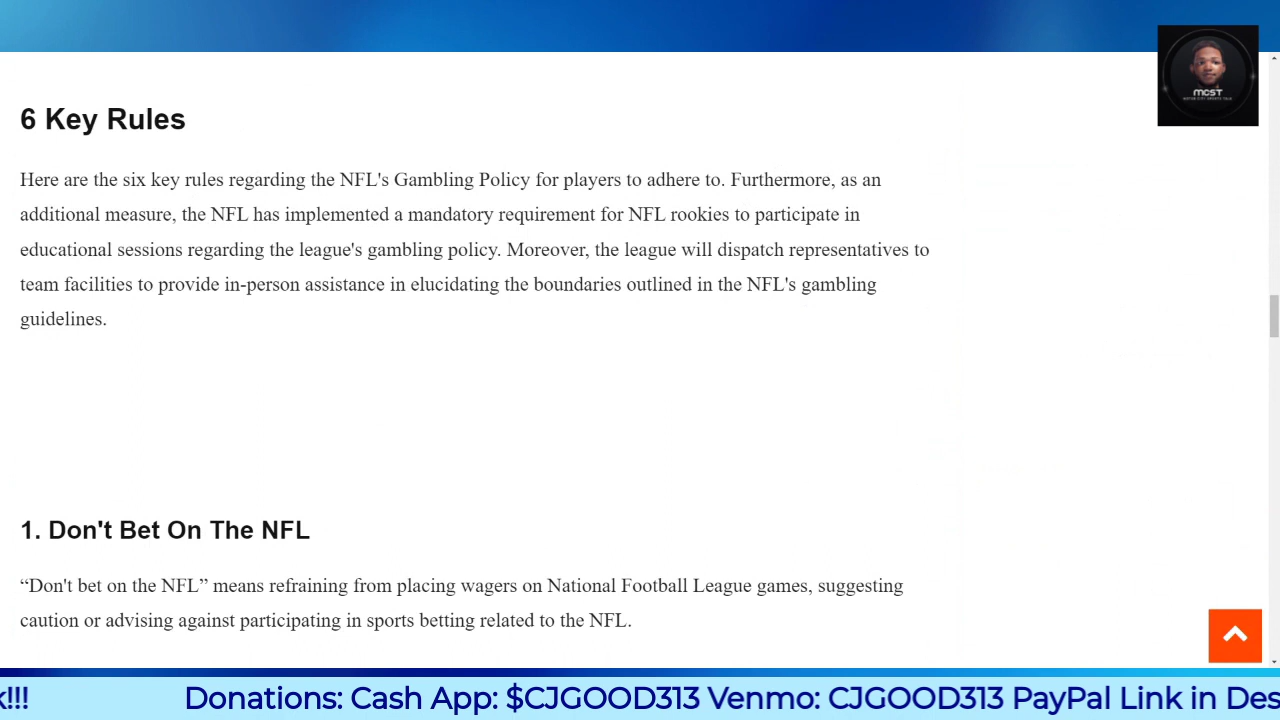 MCST
MOTOR CITY SPORTS TALK
6 Key Rules
Here are the six key rules regarding the NFL's Gambling Policy for players to adhere to. Furthermore, as an
additional measure, the NFL has implemented a mandatory requirement for NFL rookies to participate in
educational sessions regarding the league's gambling policy. Moreover, the league will dispatch representatives to
team facilities to provide in-person assistance in elucidating the boundaries outlined in the NFL's gambling
guidelines.
1. Don't Bet On The NFL
“Don't bet on the NFL” means refraining from placing wagers on National Football League games, suggesting
caution or advising against participating in sports betting related to the NFL.
k!!! Donations: Cash App: $CJGOOD313 Venmo: CJGOOD313 PayPal Link in Des